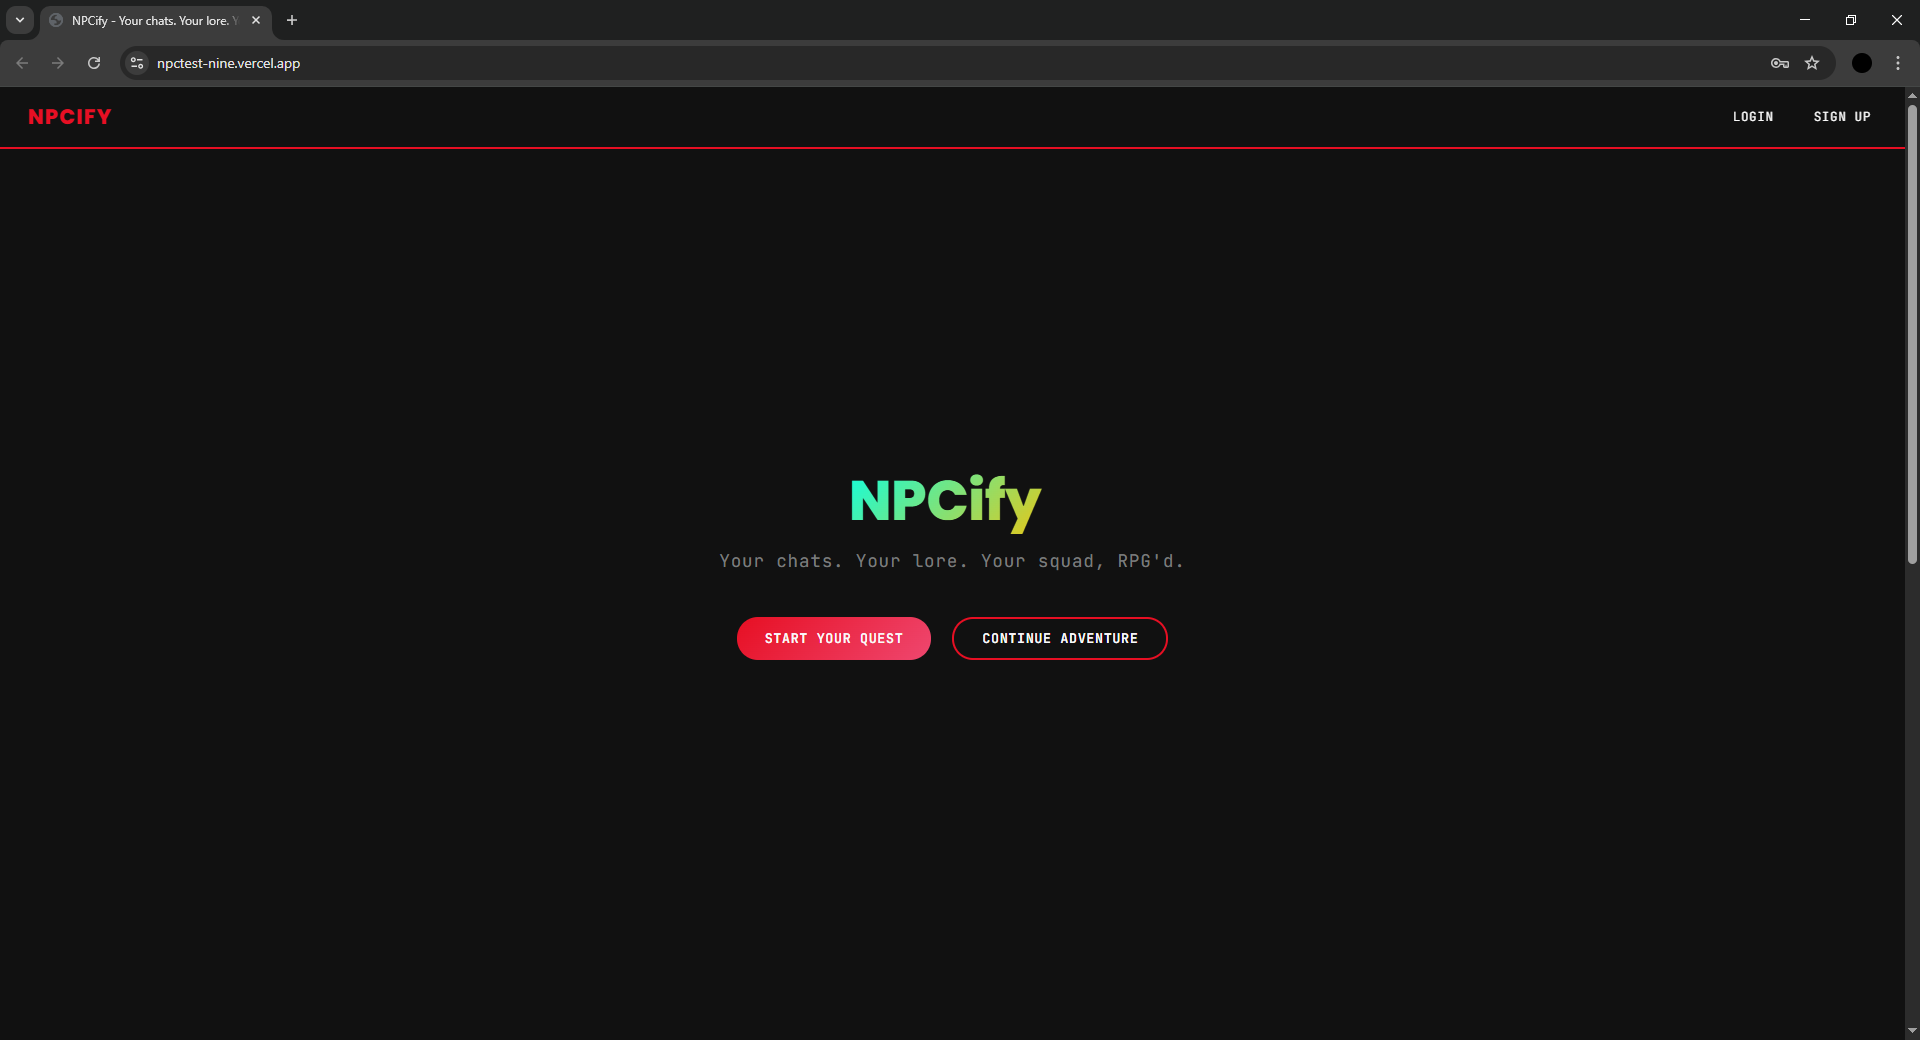 NPCify - Your chats. Your lore.
npctest-nine.vercel.app
NPCIFY
LOGIN
SIGN UP
NPCify
Your chats. Your lore. Your squad, RPG'd.
START YOUR QUEST
CONTINUE ADVENTURE